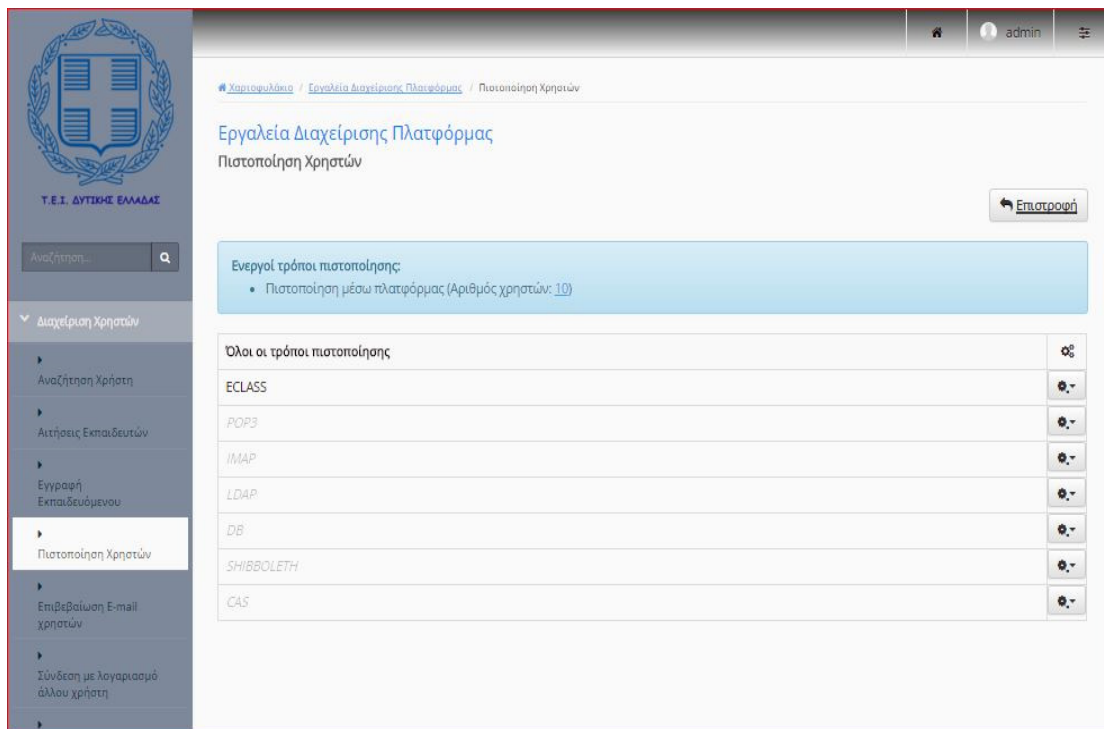 admin
Χαρτοφυλάκιο / Εργαλεία Διαχείρισης Πλατφόρμας / Πιστοποίηση Χρηστών
Εργαλεία Διαχείρισης Πλατφόρμας
Πιστοποίηση Χρηστών
Επιστροφή
Τ.Ε.Ι. ΔΥΤΙΚΗΣ ΕΛΛΑΔΑΣ
Αναζήτηση...
Διαχείριση Χρηστών
Αναζήτηση Χρήστη
Αιτήσεις Εκπαιδευτών
Εγγραφή
Εκπαιδευόμενου
Πιστοποίηση Χρηστών
Επιβεβαίωση E-mail
χρηστών
Σύνδεση με λογαριασμό
άλλου χρήστη
Ενεργοί τρόποι πιστοποίησης:
• Πιστοποίηση μέσω πλατφόρμας (Αριθμός χρηστών: 10)
Όλοι οι τρόποι πιστοποίησης
ECLASS
POP3
IMAP
LDAP
DB
SHIBBOLETH
CAS